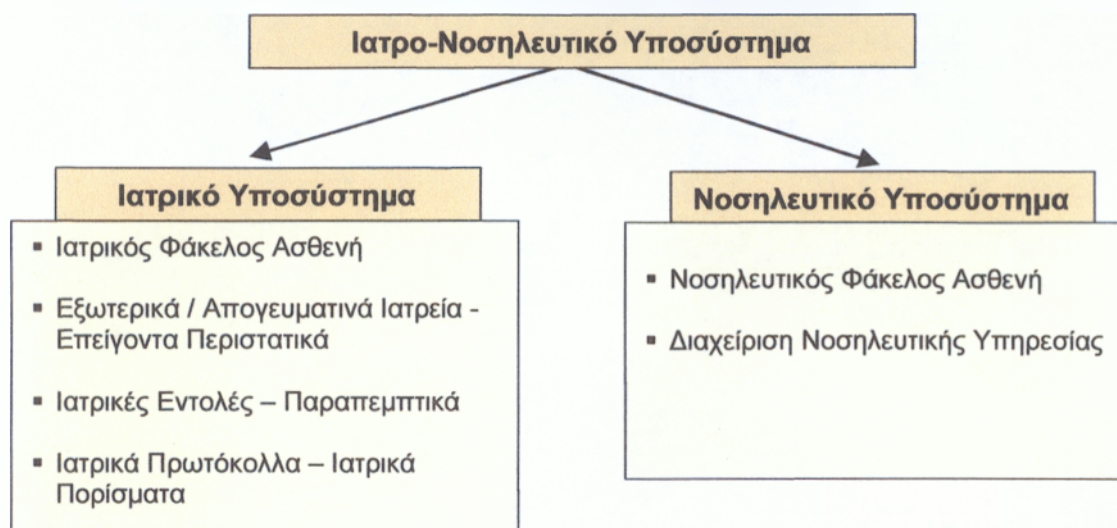 Ιατρο-Νοσηλευτικό Υποσύστημα
Ιατρικό Υποσύστημα
▪ Ιατρικός Φάκελος Ασθενή
▪ Εξωτερικά / Απογευματινά Ιατρεία -
Επείγοντα Περιστατικά
▪ Ιατρικές Εντολές – Παραπεμπτικά
▪ Ιατρικά Πρωτόκολλα – Ιατρικά
Πορίσματα
Νοσηλευτικό Υποσύστημα
▪ Νοσηλευτικός Φάκελος Ασθενή
▪ Διαχείριση Νοσηλευτικής Υπηρεσίας